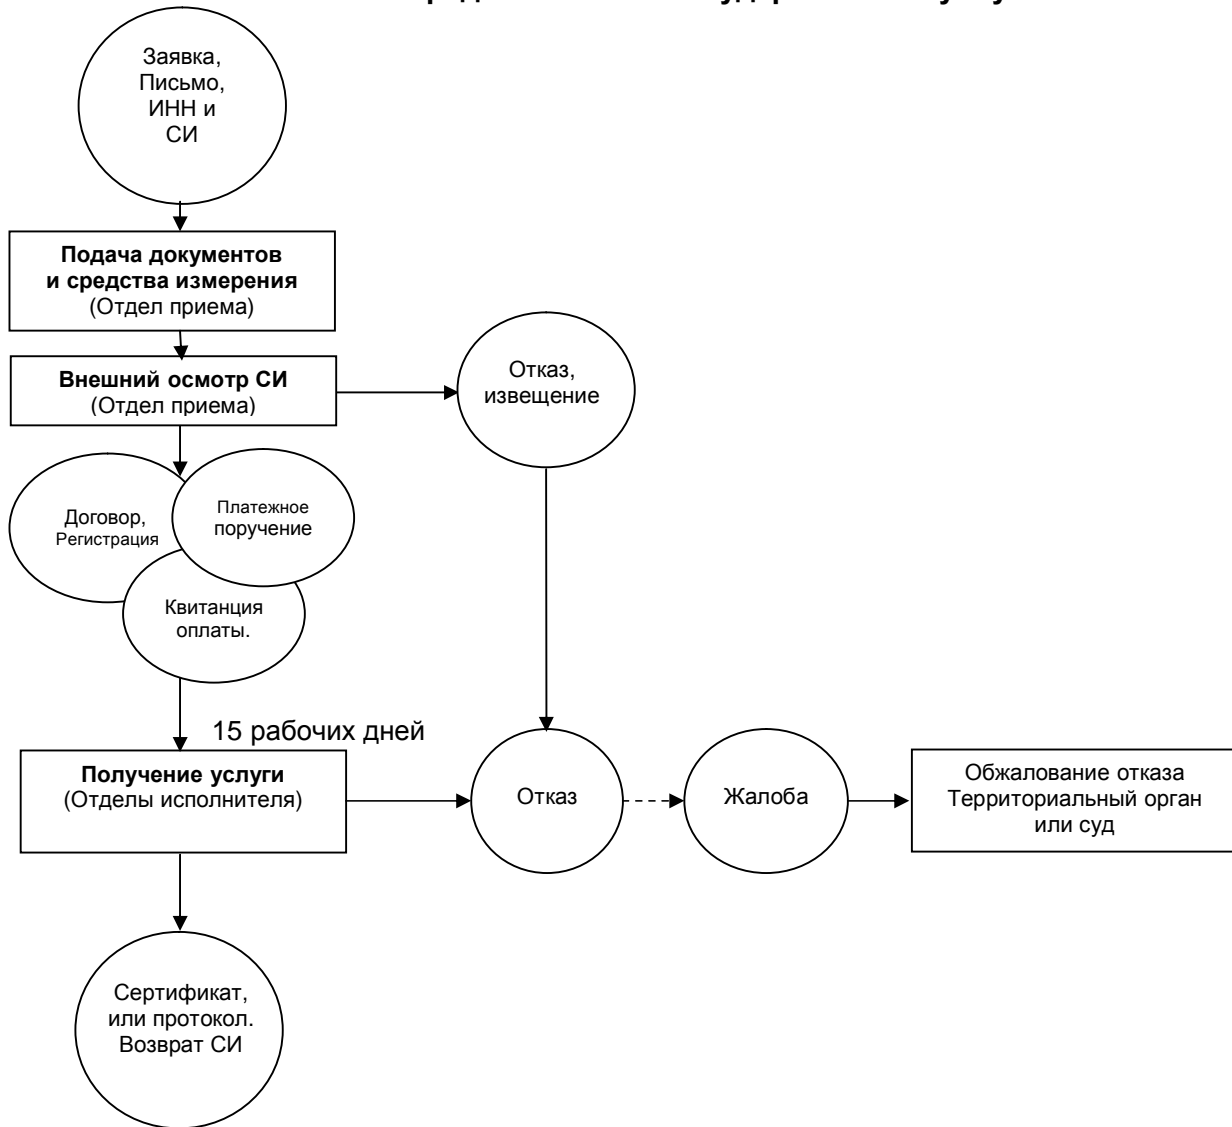 Заявка,
Письмо,
ИНН и
СИ
Подача документов
и средства измерения
(Отдел приема)
Внешний осмотр СИ
(Отдел приема)
Отказ,
извещение
Договор,
Регистрация
Платежное
поручение
Квитанция
оплаты.
15 рабочих дней
Получение услуги
(Отделы исполнителя)
Отказ
Жалоба
Обжалование отказа
Территориальный орган
или суд
Сертификат,
или протокол.
Возврат СИ